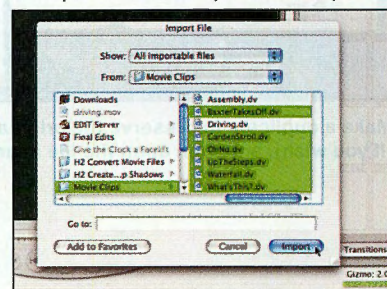 Import File
Show: All importable files
From: Movie Clips
Downloads
driving.mov
EDIT Server
Final Edits
Give the Clock a Facelift
H2 Convert Movie Files
H2 Create...p Shadows
Movie Clips
Assembly.dv
BaxterTakesOff.dv
Driving.dv
GardenStroll.dv
OhNo.dv
UpTheSteps.dv
Waterfall.dv
What'sThis?.dv
Go to:
Add to Favorites
Cancel
Import
Transitions
Gizmo: 2.0